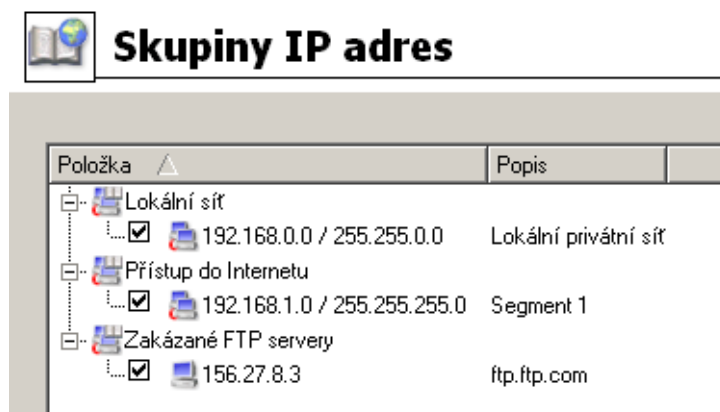 Skupiny IP adres
Položka Popis
Lokální síť
192.168.0.0 / 255.255.0.0 Lokální privátní síť
Přístup do Internetu
192.168.1.0 / 255.255.255.0 Segment 1
Zakázané FTP servery
156.27.8.3 ftp.ftp.com